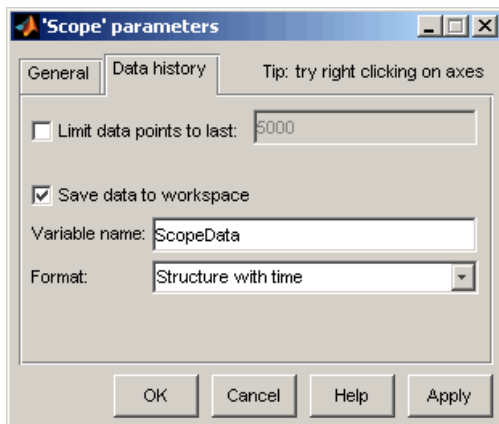 'Scope' parameters
General Data history Tip: try right clicking on axes
Limit data points to last: 5000
Save data to workspace
Variable name: ScopeData
Format: Structure with time
OK Cancel Help Apply